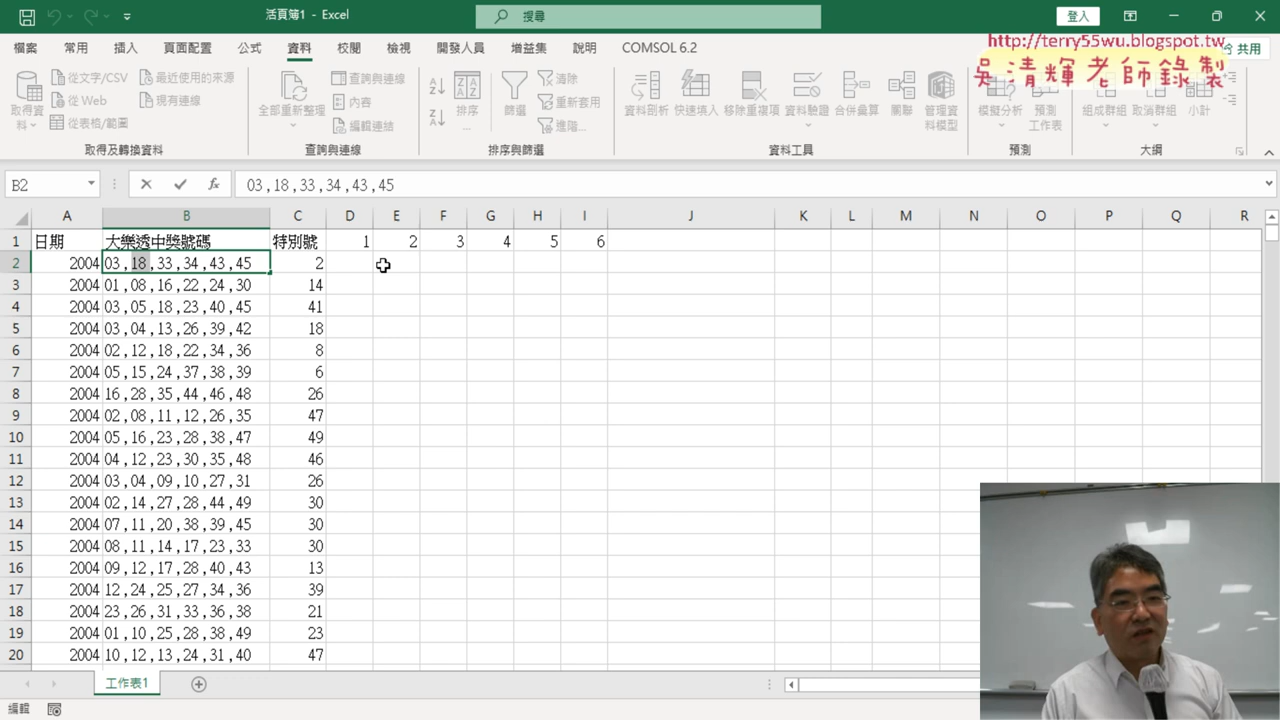 活頁簿1 - Excel
搜尋
登入
檔案 常用 插入 頁面配置 公式 資料 校閱 檢視 開發人員 增益集 說明 COMSOL 6.2
共用
http://terry55wu.blogspot.tw
吳清輝老師錄製
取得資料
從文字/CSV
從 Web
從表格/範圍
最近使用的來源
現有連線
全部重新整理
查詢與連線
內容
編輯連結
排序...
篩選
清除
重新套用
進階...
資料剖析 快速填入 移除重複項 資料驗證 合併彙算 關聯 管理資料模型
模擬分析 預測工作表
組成群組 取消群組 小計
取得及轉換資料 查詢與連線 排序與篩選 資料工具 預測 大綱
B2 fx 03,18,33,34,43,45
A B C D E F G H I J K L M N O P Q R
1 日期 大樂透中獎號碼 特別號 1 2 3 4 5 6
2 2004 03,18,33,34,43,45 2
3 2004 01,08,16,22,24,30 14
4 2004 03,05,18,23,40,45 41
5 2004 03,04,13,26,39,42 18
6 2004 02,12,18,22,34,36 8
7 2004 05,15,24,37,38,39 6
8 2004 16,28,35,44,46,48 26
9 2004 02,08,11,12,26,35 47
10 2004 05,16,23,28,38,47 49
11 2004 04,12,23,30,35,48 46
12 2004 03,04,09,10,27,31 26
13 2004 02,14,27,28,44,49 30
14 2004 07,11,20,38,39,45 30
15 2004 08,11,14,17,23,33 30
16 2004 09,12,17,28,40,43 13
17 2004 12,24,25,27,34,36 39
18 2004 23,26,31,33,36,38 21
19 2004 01,10,25,28,38,49 23
20 2004 10,12,13,24,31,40 47
工作表1
編輯